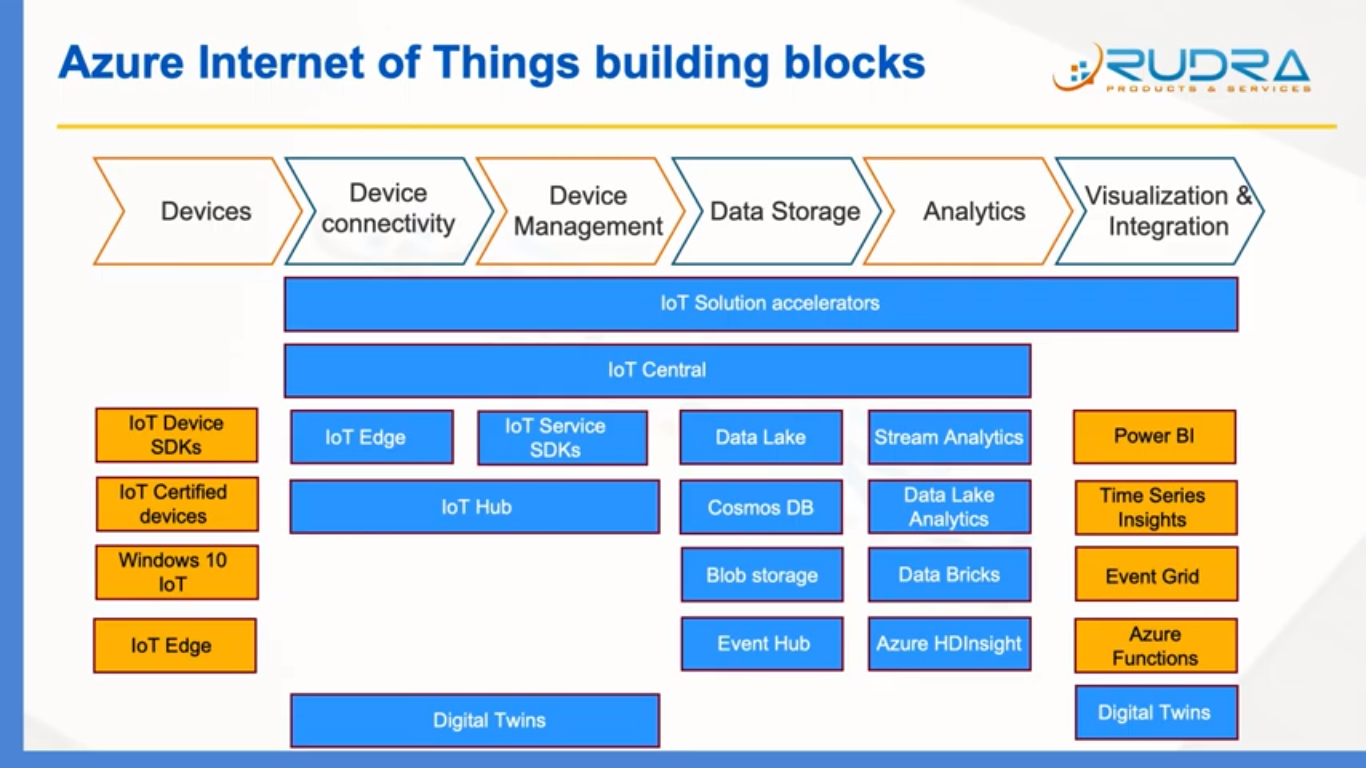 Azure Internet of Things building blocks
RUDRA
PRODUCTS & SERVICES
Devices
Device
connectivity
Device
Management
Data Storage
Analytics
Visualization &
Integration
IoT Solution accelerators
IoT Central
IoT Device
SDKs
IoT Edge
IoT Service
SDKs
Data Lake
Stream Analytics
Power BI
IoT Certified
devices
IoT Hub
Cosmos DB
Data Lake
Analytics
Time Series
Insights
Windows 10
IoT
Blob storage
Data Bricks
Event Grid
IoT Edge
Event Hub
Azure HDInsight
Azure
Functions
Digital Twins
Digital Twins